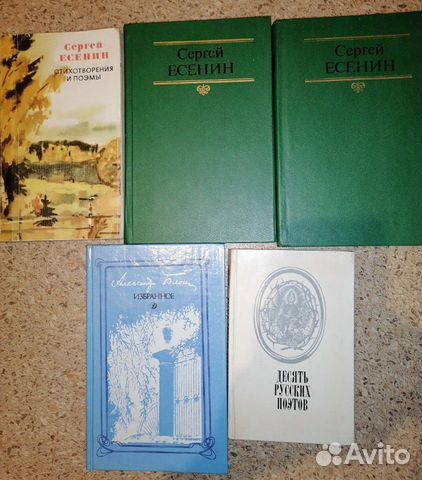 Сергей
ЕСЕНИН
СТИХОТВОРЕНИЯ
И ПОЭМЫ
Сергей
ЕСЕНИН
Сергей
ЕСЕНИН
Александр Блок
ИЗБРАННОЕ
ДЕСЯТЬ
РУССКИХ
ПОЭТОВ
Avito